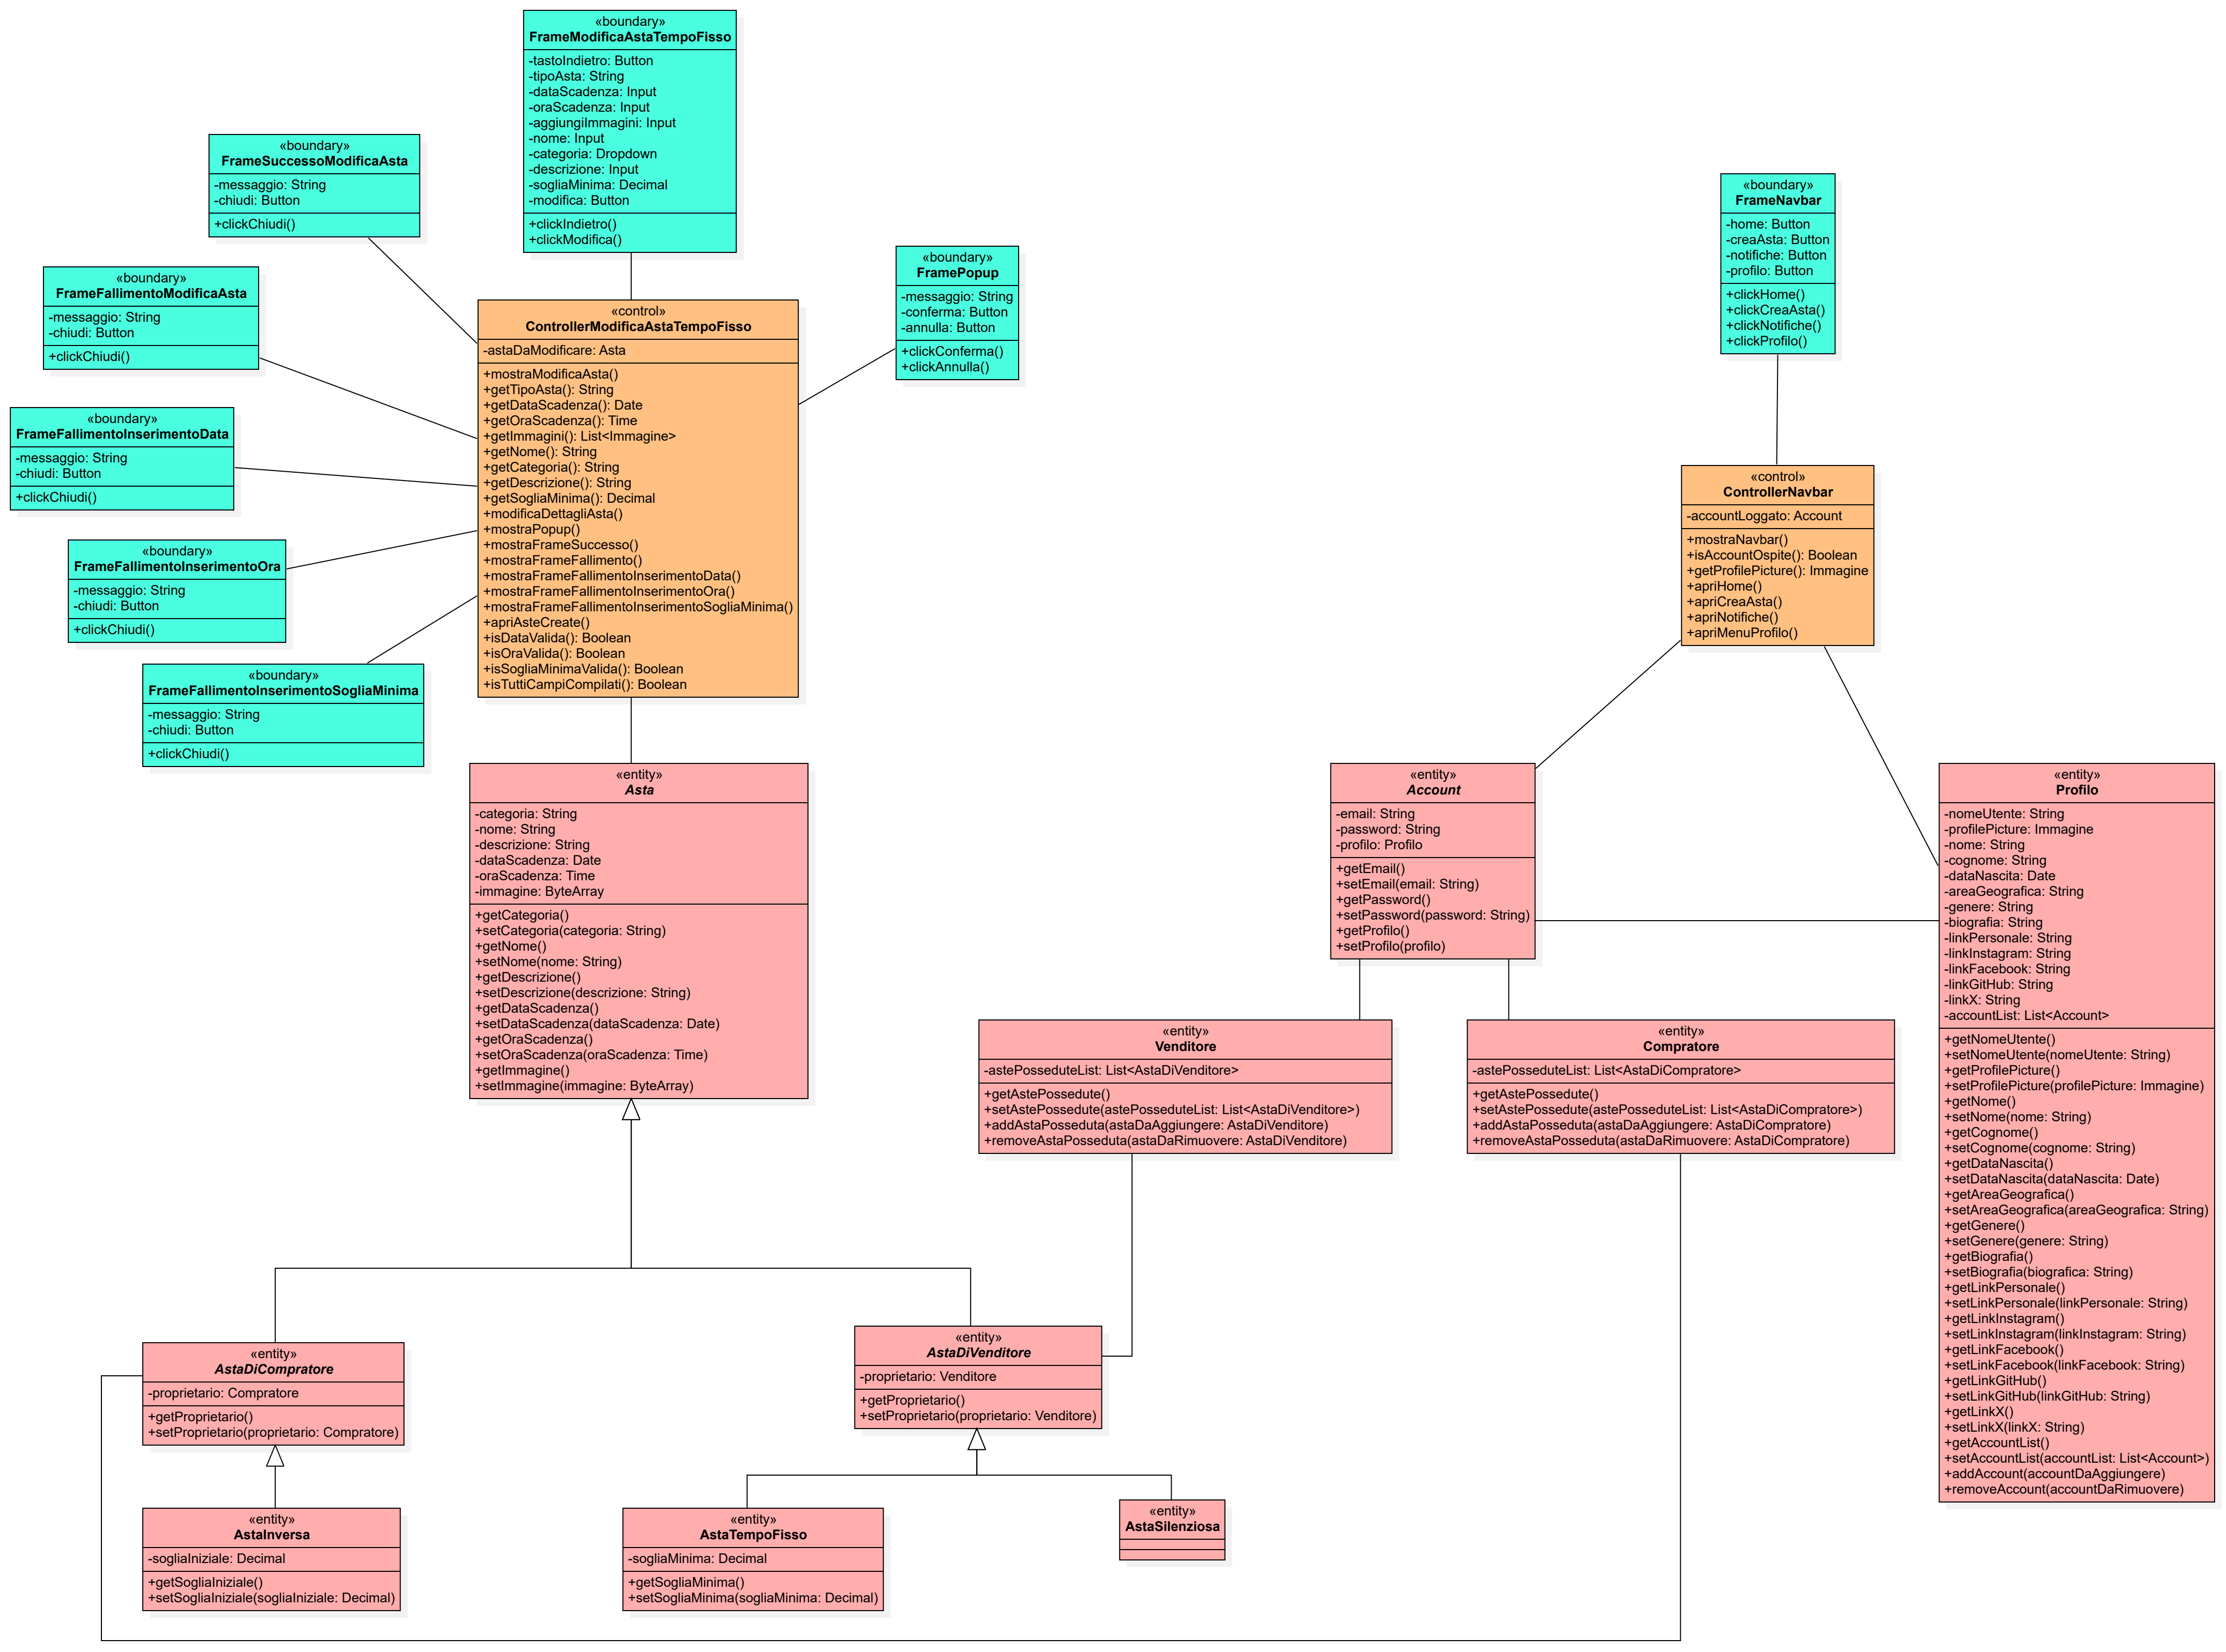 «boundary»
FrameModificaAstaTempoFisso
-tastoIndietro: Button
-tipoAsta: String
-dataScadenza: Input
-oraScadenza: Input
-aggiungiImmagini: Input
-nome: Input
-categoria: Dropdown
-descrizione: Input
-sogliaMinima: Decimal
-modifica: Button
+clickIndietro()
+clickModifica()
«boundary»
FrameSuccessoModificaAsta
-messaggio: String
-chiudi: Button
+clickChiudi()
«boundary»
FrameNavbar
-home: Button
-creaAsta: Button
-notifiche: Button
-profilo: Button
+clickHome()
+clickCreaAsta()
+clickNotifiche()
+clickProfilo()
«boundary»
FramePopup
-messaggio: String
-conferma: Button
-annulla: Button
+clickConferma()
+clickAnnulla()
«boundary»
FrameFallimentoModificaAsta
-messaggio: String
-chiudi: Button
+clickChiudi()
«control»
ControllerModificaAstaTempoFisso
-astaDaModificare: Asta
+mostraModificaAsta()
+getTipoAsta(): String
+getDataScadenza(): Date
+getOraScadenza(): Time
+getImmagini(): List<Immagine>
+getNome(): String
+getCategoria(): String
+getDescrizione(): String
+getSogliaMinima(): Decimal
+modificaDettagliAsta()
+mostraPopup()
+mostraFrameSuccesso()
+mostraFrameFallimento()
+mostraFrameFallimentoInserimentoData()
+mostraFrameFallimentoInserimentoOra()
+mostraFrameFallimentoInserimentoSogliaMinima()
+apriAsteCreate()
+isDataValida(): Boolean
+isOraValida(): Boolean
+isSogliaMinimaValida(): Boolean
+isTuttiCampiCompilati(): Boolean
«boundary»
FrameFallimentoInserimentoData
-messaggio: String
-chiudi: Button
+clickChiudi()
«control»
ControllerNavbar
-accountLoggato: Account
+mostraNavbar()
+isAccountOspite(): Boolean
+getProfilePicture(): Immagine
+apriHome()
+apriCreaAsta()
+apriNotifiche()
+apriMenuProfilo()
«boundary»
FrameFallimentoInserimentoOra
-messaggio: String
-chiudi: Button
+clickChiudi()
«boundary»
FrameFallimentoInserimentoSogliaMinima
-messaggio: String
-chiudi: Button
+clickChiudi()
«entity»
Asta
-categoria: String
-nome: String
-descrizione: String
-dataScadenza: Date
-oraScadenza: Time
-immagine: ByteArray
+getCategoria()
+setCategoria(categoria: String)
+getNome()
+setNome(nome: String)
+getDescrizione()
+setDescrizione(descrizione: String)
+getDataScadenza()
+setDataScadenza(dataScadenza: Date)
+getOraScadenza()
+setOraScadenza(oraScadenza: Time)
+getImmagine()
+setImmagine(immagine: ByteArray)
«entity»
Account
-email: String
-password: String
-profilo: Profilo
+getEmail()
+setEmail(email: String)
+getPassword()
+setPassword(password: String)
+getProfilo()
+setProfilo(profilo)
«entity»
Profilo
-nomeUtente: String
-profilePicture: Immagine
-nome: String
-cognome: String
-dataNascita: Date
-areaGeografica: String
-genere: String
-biografia: String
-linkPersonale: String
-linkInstagram: String
-linkFacebook: String
-linkGitHub: String
-linkX: String
-accountList: List<Account>
+getNomeUtente()
+setNomeUtente(nomeUtente: String)
+getProfilePicture()
+setProfilePicture(profilePicture: Immagine)
+getNome()
+setNome(nome: String)
+getCognome()
+setCognome(cognome: String)
+getDataNascita()
+setDataNascita(dataNascita: Date)
+getAreaGeografica()
+setAreaGeografica(areaGeografica: String)
+getGenere()
+setGenere(genere: String)
+getBiografia()
+setBiografia(biografica: String)
+getLinkPersonale()
+setLinkPersonale(linkPersonale: String)
+getLinkInstagram()
+setLinkInstagram(linkInstagram: String)
+getLinkFacebook()
+setLinkFacebook(linkFacebook: String)
+getLinkGitHub()
+setLinkGitHub(linkGitHub: String)
+getLinkX()
+setLinkX(linkX: String)
+getAccountList()
+setAccountList(accountList: List<Account>)
+addAccount(accountDaAggiungere)
+removeAccount(accountDaRimuovere)
«entity»
Venditore
-astePosseduteList: List<AstaDiVenditore>
+getAstePossedute()
+setAstePossedute(astePosseduteList: List<AstaDiVenditore>)
+addAstaPosseduta(astaDaAggiungere: AstaDiVenditore)
+removeAstaPosseduta(astaDaRimuovere: AstaDiVenditore)
«entity»
Compratore
-astePosseduteList: List<AstaDiCompratore>
+getAstePossedute()
+setAstePossedute(astePosseduteList: List<AstaDiCompratore>)
+addAstaPosseduta(astaDaAggiungere: AstaDiCompratore)
+removeAstaPosseduta(astaDaRimuovere: AstaDiCompratore)
«entity»
AstaDiCompratore
-proprietario: Compratore
+getProprietario()
+setProprietario(proprietario: Compratore)
«entity»
AstaDiVenditore
-proprietario: Venditore
+getProprietario()
+setProprietario(proprietario: Venditore)
«entity»
AstaInversa
-sogliaIniziale: Decimal
+getSogliaIniziale()
+setSogliaIniziale(sogliaIniziale: Decimal)
«entity»
AstaTempoFisso
-sogliaMinima: Decimal
+getSogliaMinima()
+setSogliaMinima(sogliaMinima: Decimal)
«entity»
AstaSilenziosa